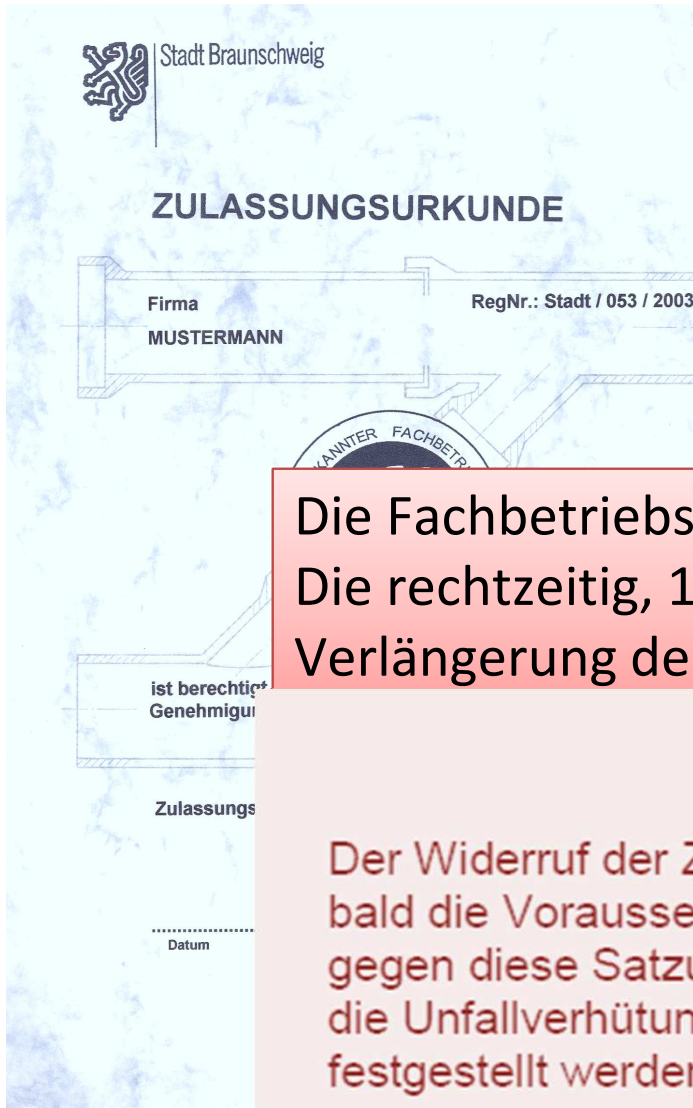 Stadt Braunschweig
ZULASSUNGSURKUNDE
Firma
RegNr.: Stadt / 053 / 2003
MUSTERMANN
Die Fachbetriebs
Die rechtzeitig, 1
Verlängerung de
ist berechtigt
Genehmigu
Zulassungs
Der Widerruf der
bald die Vorausse
gegen diese Satzu
die Unfallverhütun
festgestellt werden
Datum